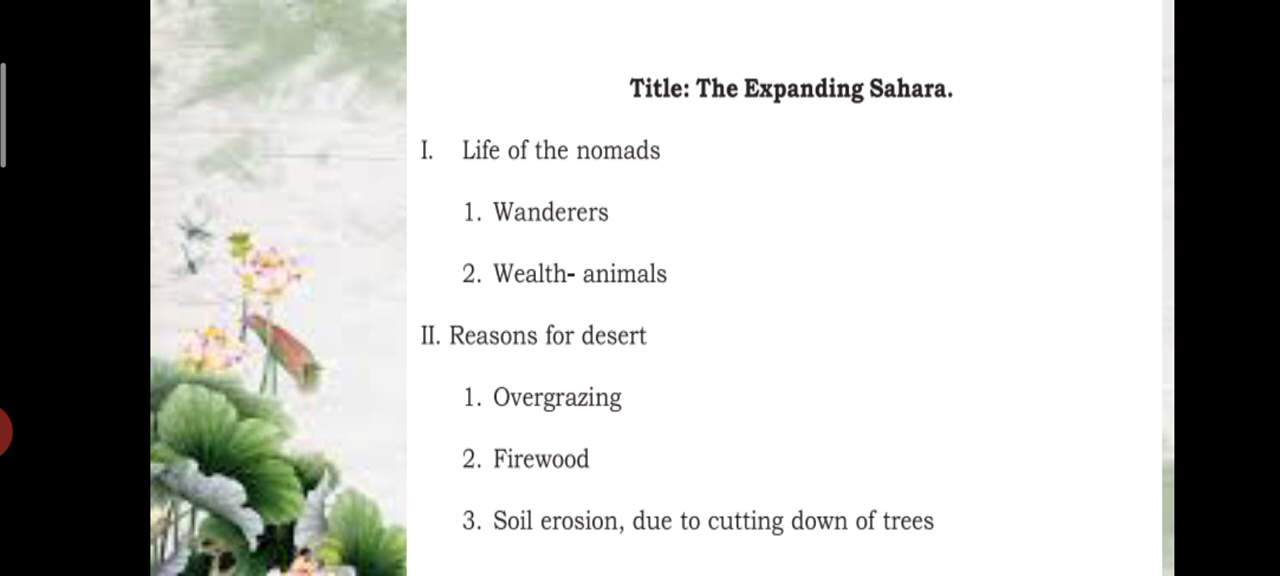 Title: The Expanding Sahara.
I. Life of the nomads
1. Wanderers
2. Wealth- animals
II. Reasons for desert
1. Overgrazing
2. Firewood
3. Soil erosion, due to cutting down of trees